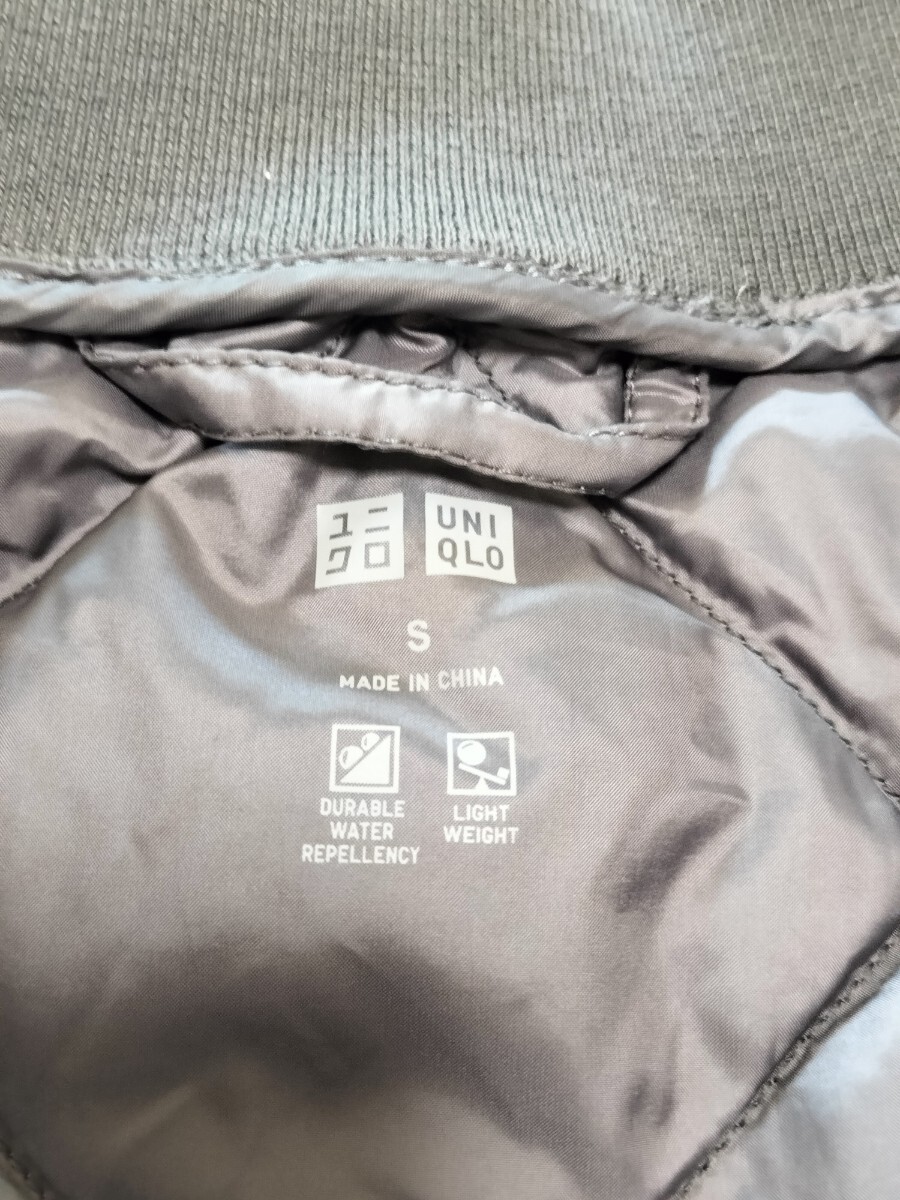 ユニ
クロ
UNI
QLO
S
MADE IN CHINA
DURABLE
WATER
REPELLENCY
LIGHT
WEIGHT